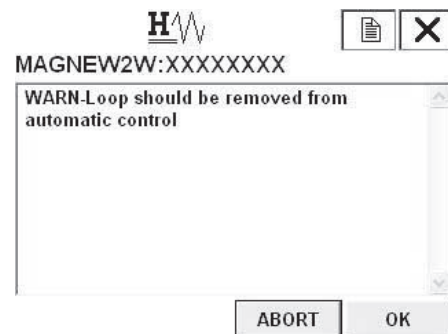 H
MAGNEW2W:XXXXXXXX
WARN-Loop should be removed from
automatic control
ABORT OK